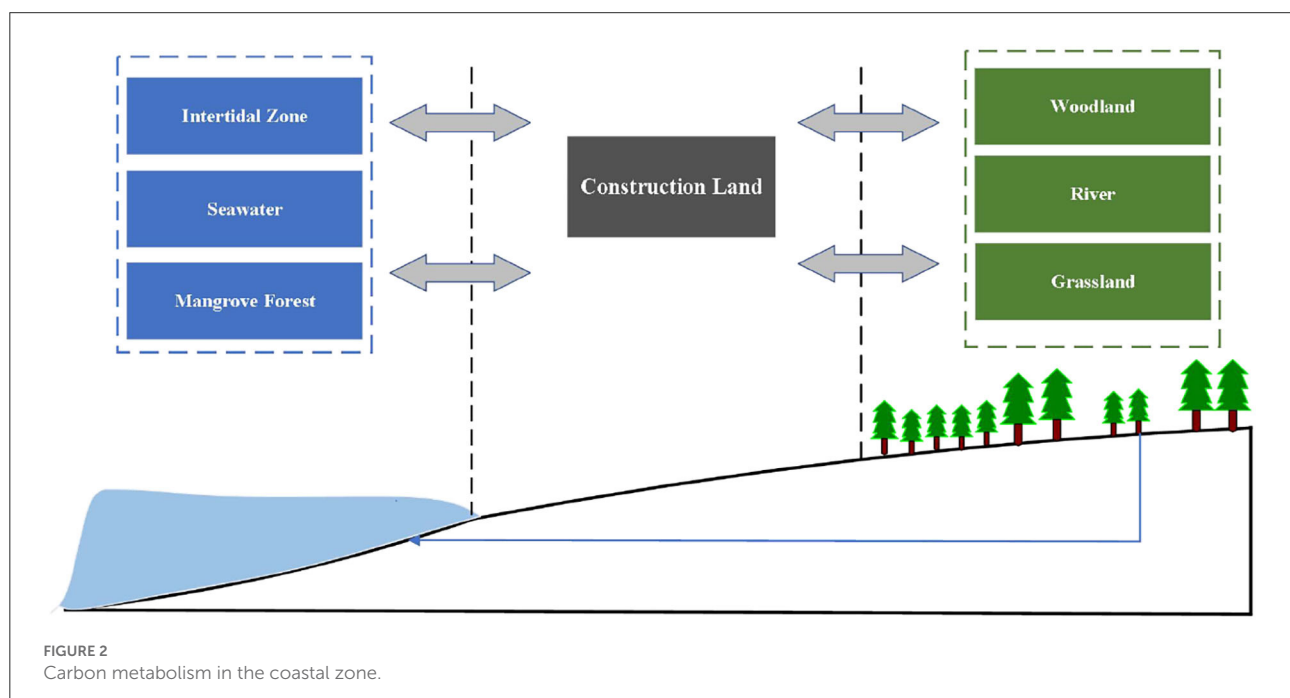 Intertidal Zone
Seawater
Mangrove Forest
Construction Land
Woodland
River
Grassland
FIGURE 2
Carbon metabolism in the coastal zone.